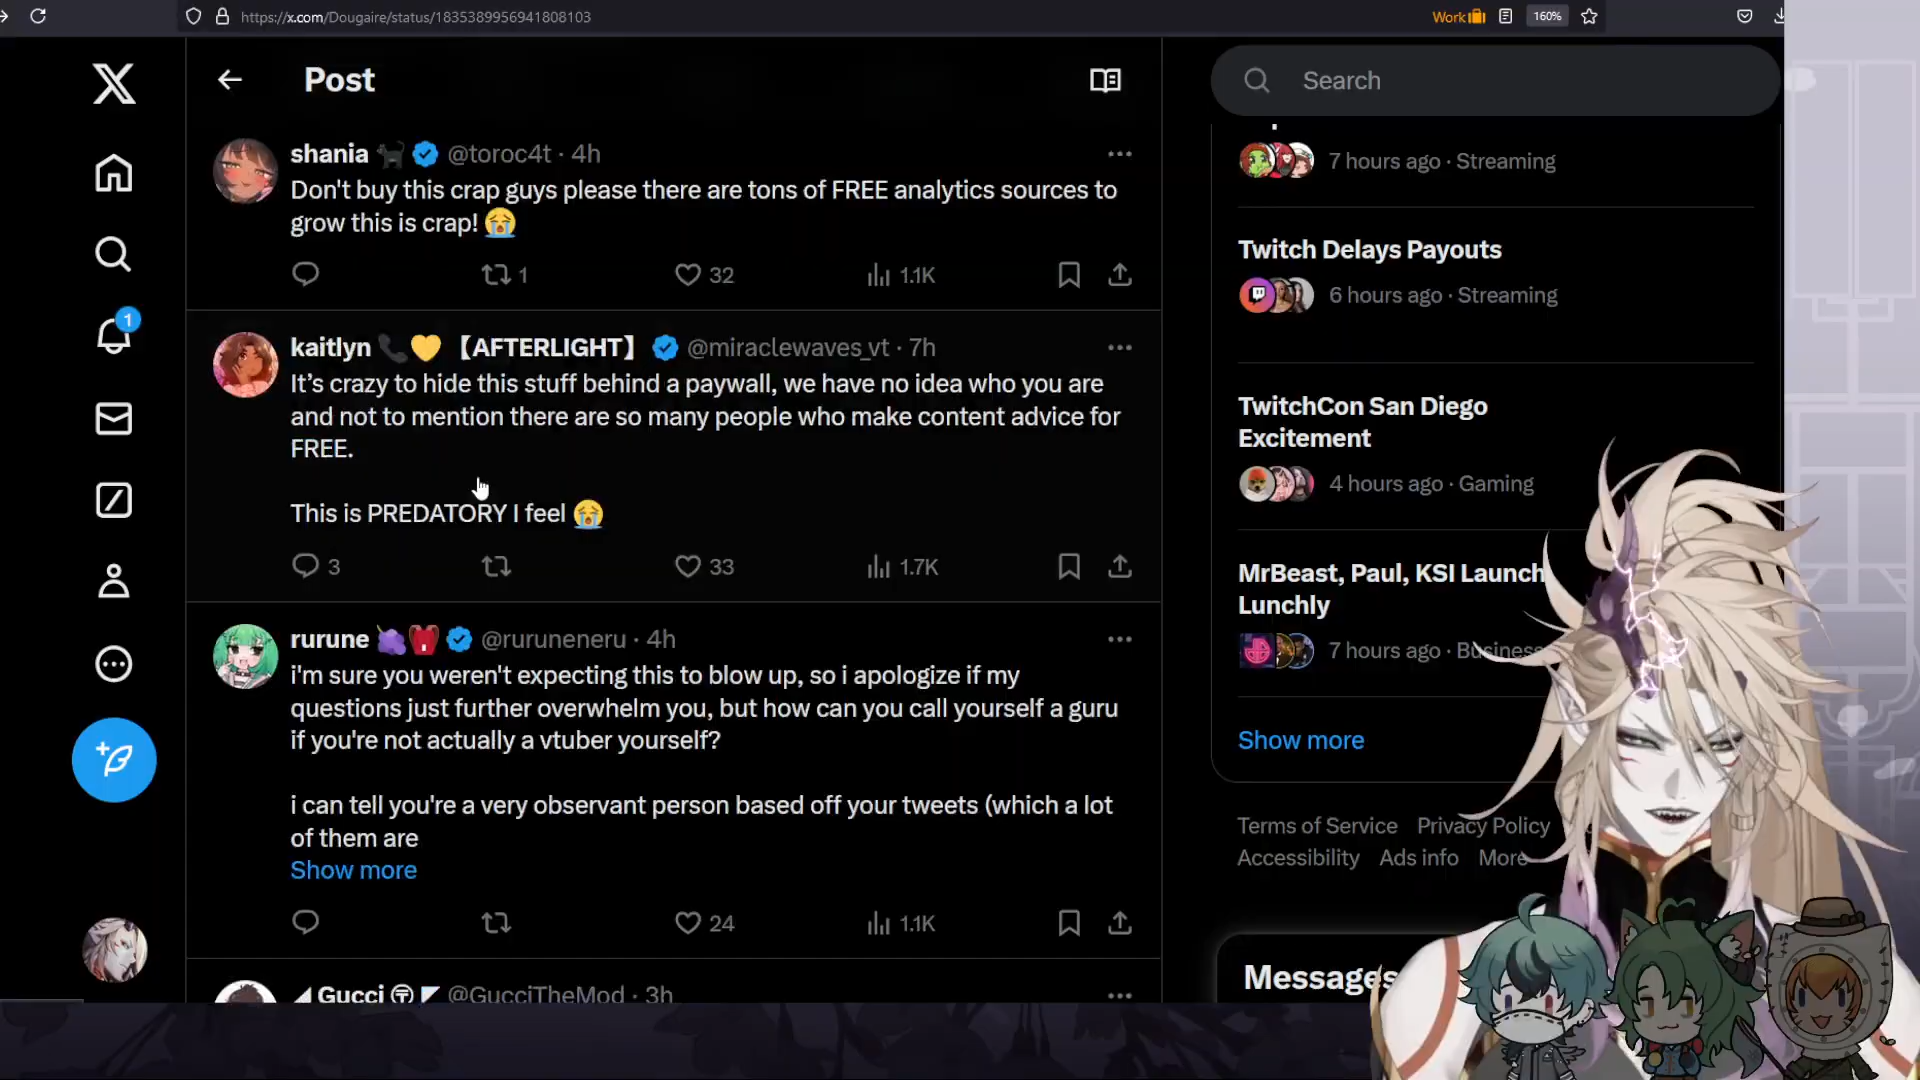 https://x.com/Dougaire/status/1835389956941808103
Work
160%
Post
Search
shania @toroc4t · 4h
Don't buy this crap guys please there are tons of FREE analytics sources to
grow this is crap! 😭
1
32
1.1K
kaitlyn 📞💛【AFTERLIGHT】 @miraclewaves_vt · 7h
It's crazy to hide this stuff behind a paywall, we have no idea who you are
and not to mention there are so many people who make content advice for
FREE.
This is PREDATORY I feel 😭
3
33
1.7K
rurune 🍇 @ruruneneru · 4h
i'm sure you weren't expecting this to blow up, so i apologize if my
questions just further overwhelm you, but how can you call yourself a guru
if you're not actually a vtuber yourself?
i can tell you're a very observant person based off your tweets (which a lot
of them are
Show more
24
1.1K
Gucci @GucciTheMod · 3h
1
7 hours ago · Streaming
Twitch Delays Payouts
6 hours ago · Streaming
TwitchCon San Diego
Excitement
4 hours ago · Gaming
MrBeast, Paul, KSI Launch
Lunchly
7 hours ago · Business
Show more
Terms of Service Privacy Policy
Accessibility Ads info More
Messages